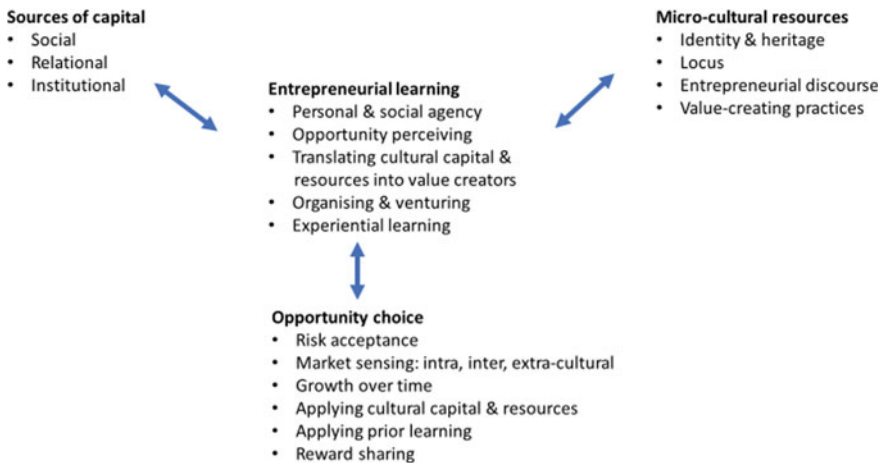 Sources of capital
• Social
• Relational
• Institutional
Micro-cultural resources
• Identity & heritage
• Locus
• Entrepreneurial discourse
• Value-creating practices
Entrepreneurial learning
• Personal & social agency
• Opportunity perceiving
• Translating cultural capital &
resources into value creators
• Organising & venturing
• Experiential learning
Opportunity choice
• Risk acceptance
• Market sensing: intra, inter, extra-cultural
• Growth over time
• Applying cultural capital & resources
• Applying prior learning
• Reward sharing